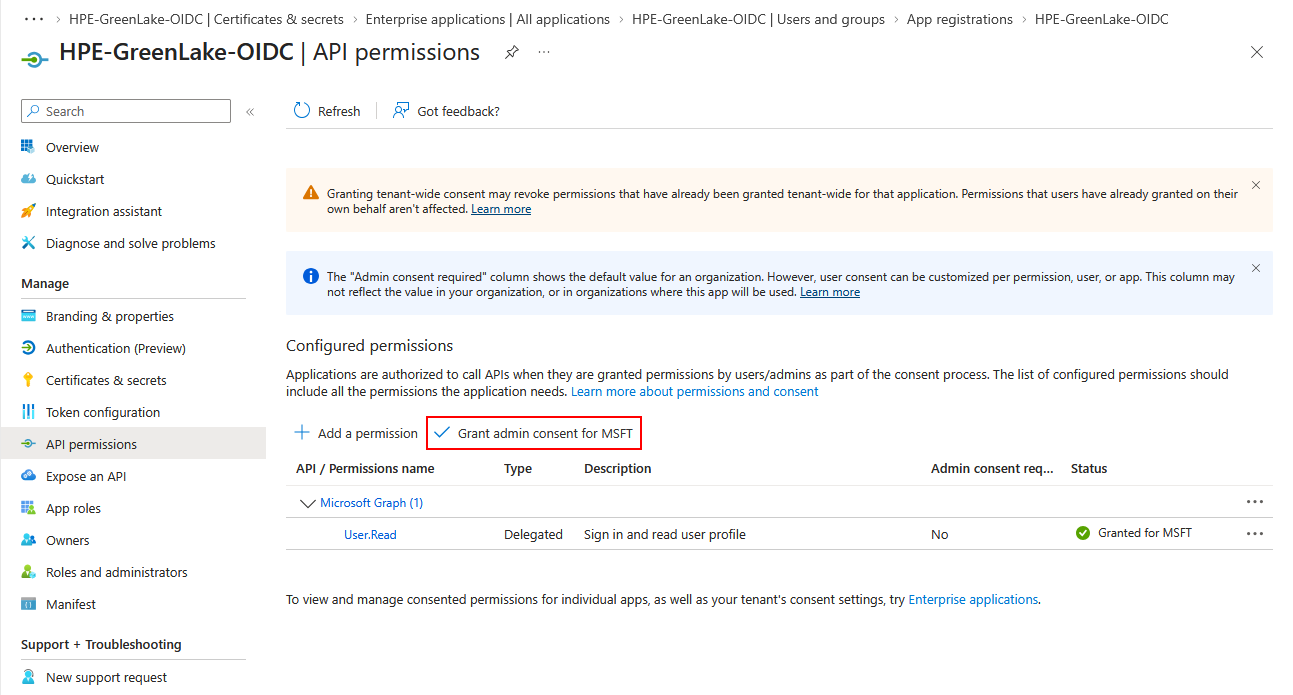 ··· > HPE-GreenLake-OIDC | Certificates & secrets > Enterprise applications | All applications > HPE-GreenLake-OIDC | Users and groups > App registrations > HPE-GreenLake-OIDC
HPE-GreenLake-OIDC | API permissions ···
Search «
Refresh | Got feedback?
Overview
Quickstart
Integration assistant
Diagnose and solve problems
Manage
Branding & properties
Authentication (Preview)
Certificates & secrets
Token configuration
API permissions
Expose an API
App roles
Owners
Roles and administrators
Manifest
Support + Troubleshooting
New support request
Granting tenant-wide consent may revoke permissions that have already been granted tenant-wide for that application. Permissions that users have already granted on their
own behalf aren't affected. Learn more
The "Admin consent required" column shows the default value for an organization. However, user consent can be customized per permission, user, or app. This column may
not reflect the value in your organization, or in organizations where this app will be used. Learn more
Configured permissions
Applications are authorized to call APIs when they are granted permissions by users/admins as part of the consent process. The list of configured permissions should
include all the permissions the application needs. Learn more about permissions and consent
Add a permission Grant admin consent for MSFT
API / Permissions name Type Description Admin consent req... Status
Microsoft Graph (1) ···
User.Read Delegated Sign in and read user profile No Granted for MSFT ···
To view and manage consented permissions for individual apps, as well as your tenant's consent settings, try Enterprise applications.